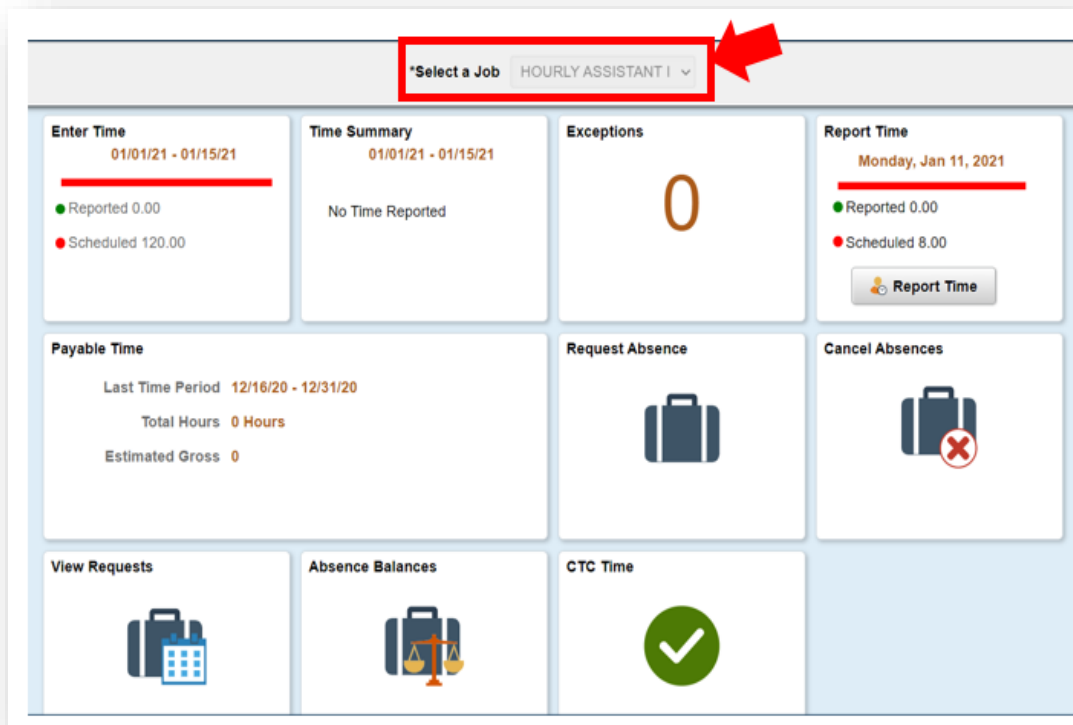 *Select a Job HOURLY ASSISTANT I
Enter Time
01/01/21 - 01/15/21
Reported 0.00
Scheduled 120.00
Time Summary
01/01/21 - 01/15/21
No Time Reported
Exceptions
0
Report Time
Monday, Jan 11, 2021
Reported 0.00
Scheduled 8.00
Report Time
Payable Time
Last Time Period 12/16/20 - 12/31/20
Total Hours 0 Hours
Estimated Gross 0
Request Absence
Cancel Absences
View Requests
Absence Balances
CTC Time